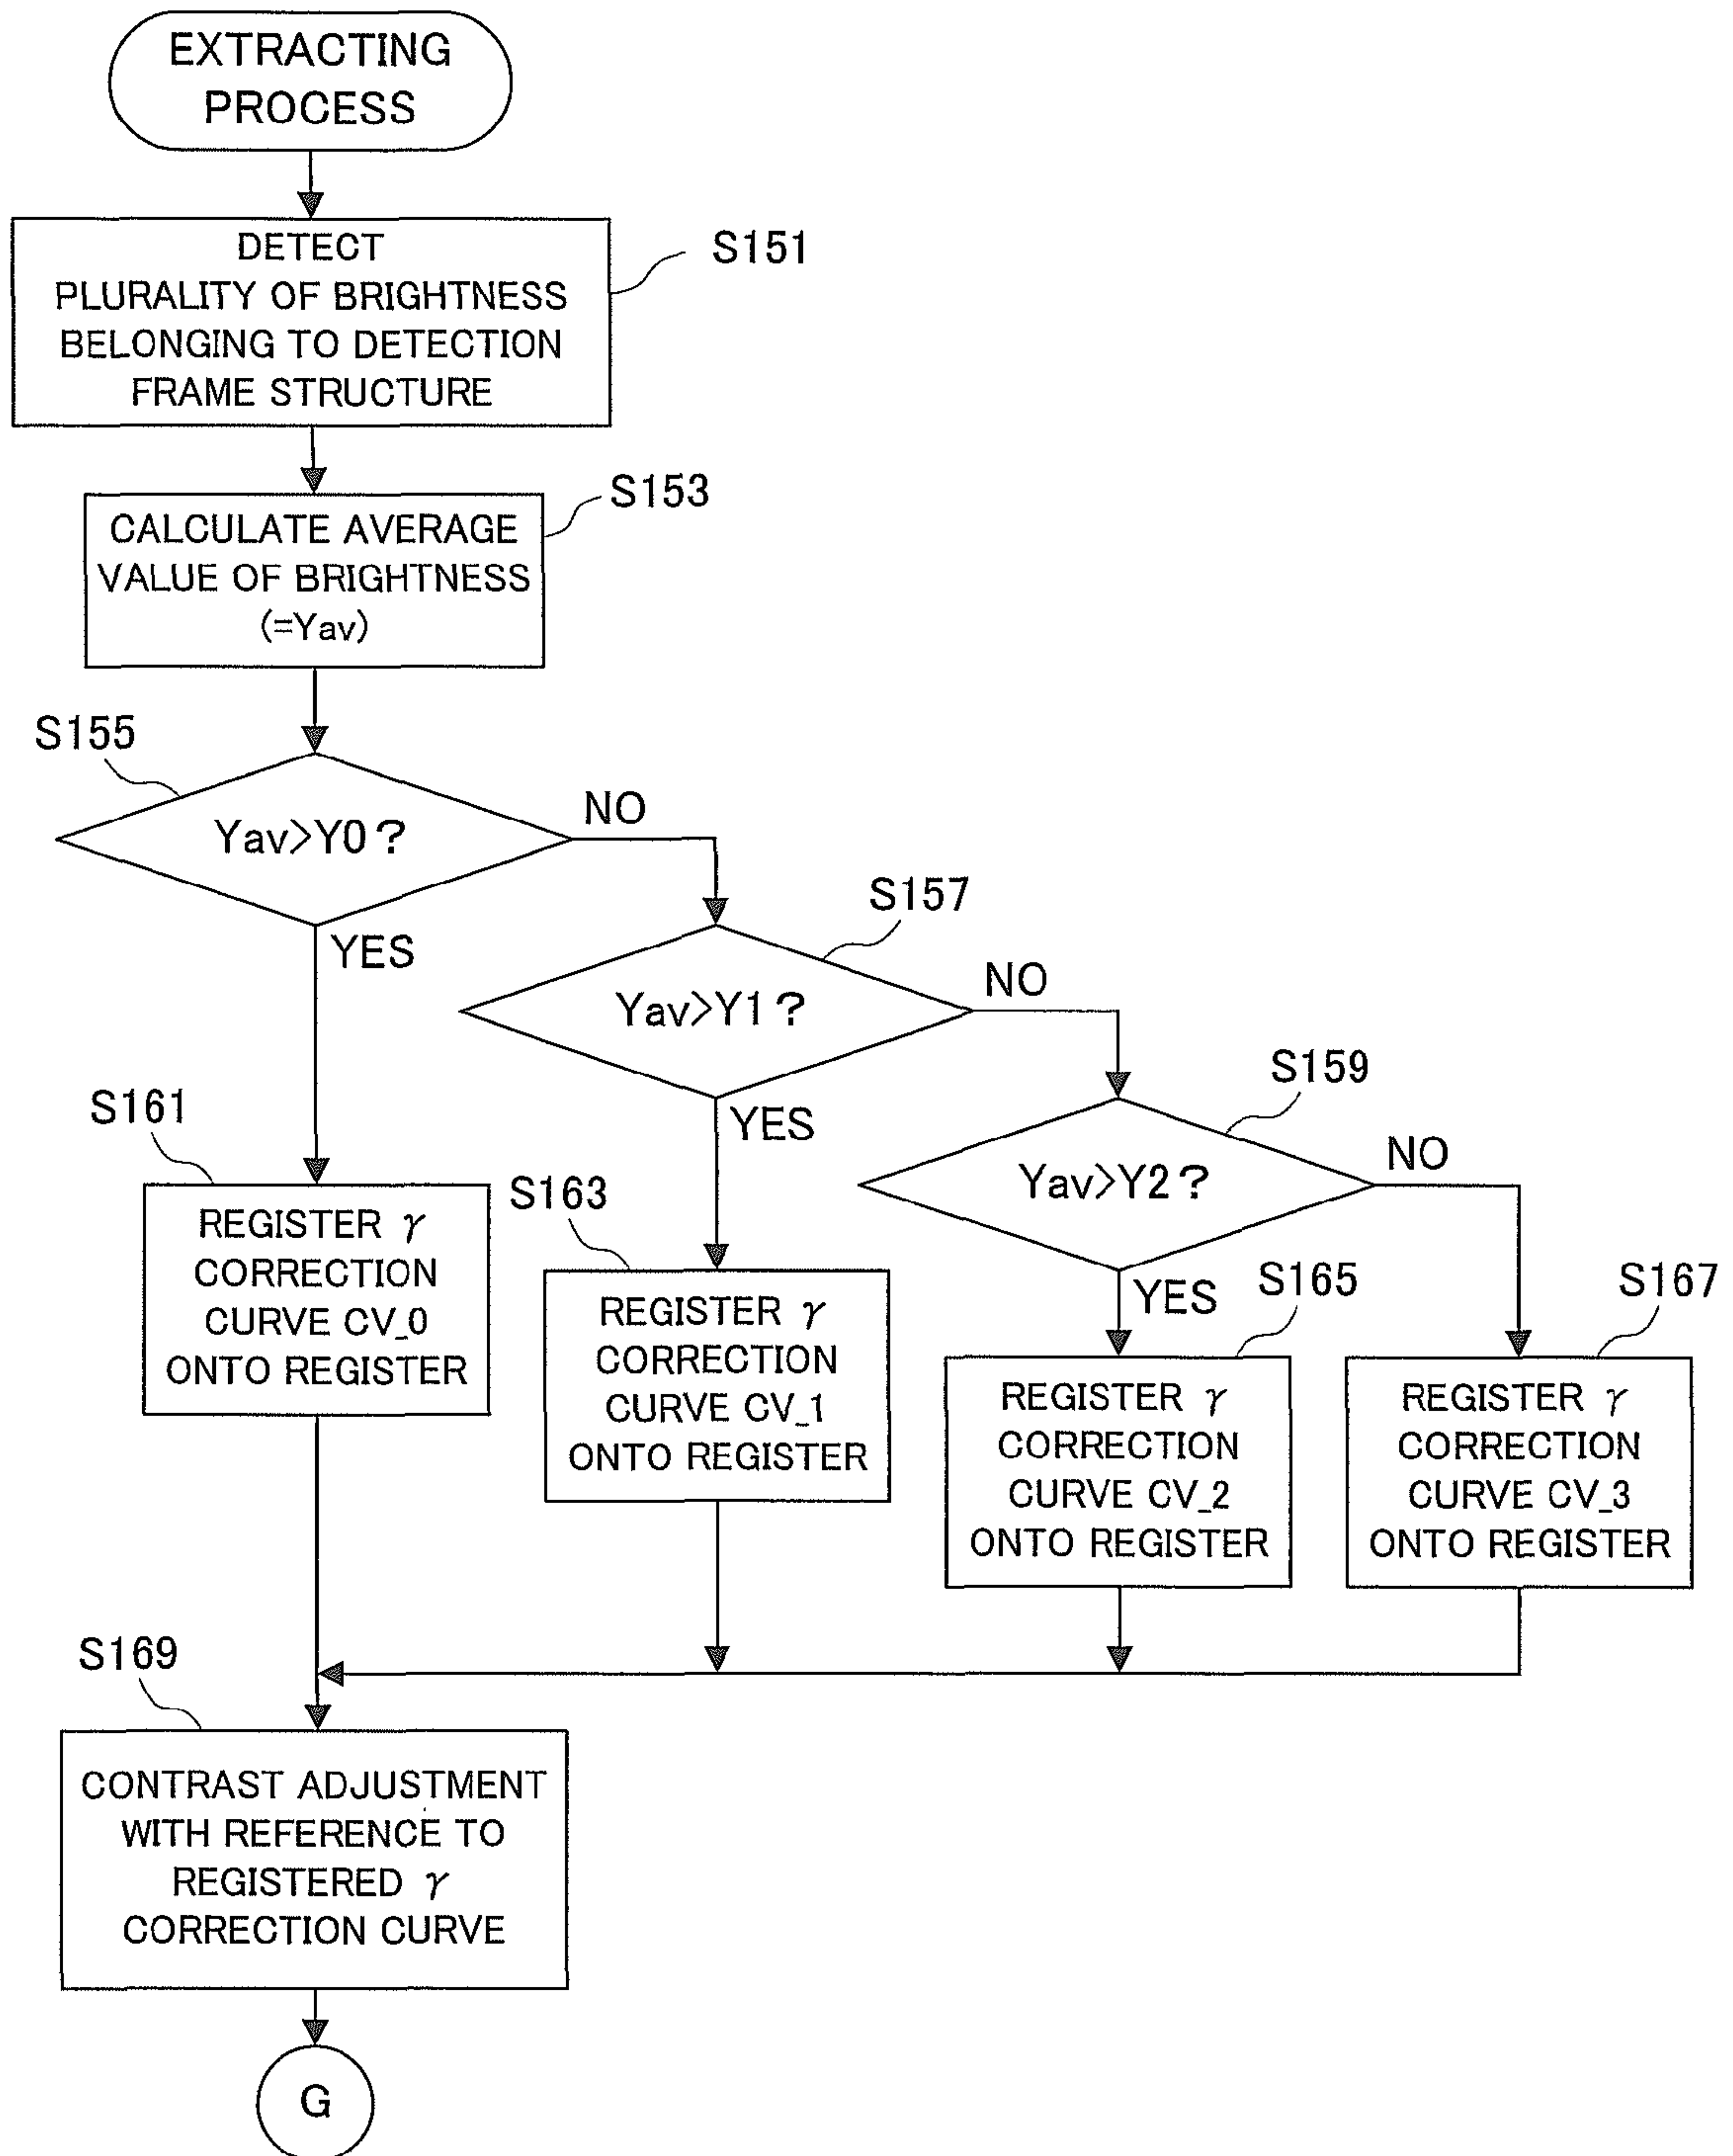 EXTRACTING
PROCESS
DETECT
PLURALITY OF BRIGHTNESS
BELONGING TO DETECTION
FRAME STRUCTURE
S151
CALCULATE AVERAGE
VALUE OF BRIGHTNESS
(=Yav)
S153
S155
Yav>Y0?
NO
YES
S157
Yav>Y1?
NO
YES
S159
Yav>Y2?
NO
YES
S161
REGISTER γ
CORRECTION
CURVE CV_0
ONTO REGISTER
S163
REGISTER γ
CORRECTION
CURVE CV_1
ONTO REGISTER
S165
REGISTER γ
CORRECTION
CURVE CV_2
ONTO REGISTER
S167
REGISTER γ
CORRECTION
CURVE CV_3
ONTO REGISTER
S169
CONTRAST ADJUSTMENT
WITH REFERENCE TO
REGISTERED γ
CORRECTION CURVE
G